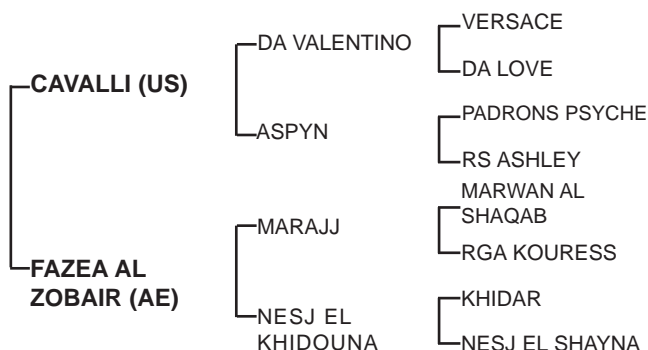 CAVALLI (US)
FAZEA AL
ZOBAIR (AE)
DA VALENTINO
ASPYN
MARAJJ
NESJ EL
KHIDOUNA
VERSACE
DA LOVE
PADRONS PSYCHE
RS ASHLEY
MARWAN AL
SHAQAB
RGA KOURESS
KHIDAR
NESJ EL SHAYNA